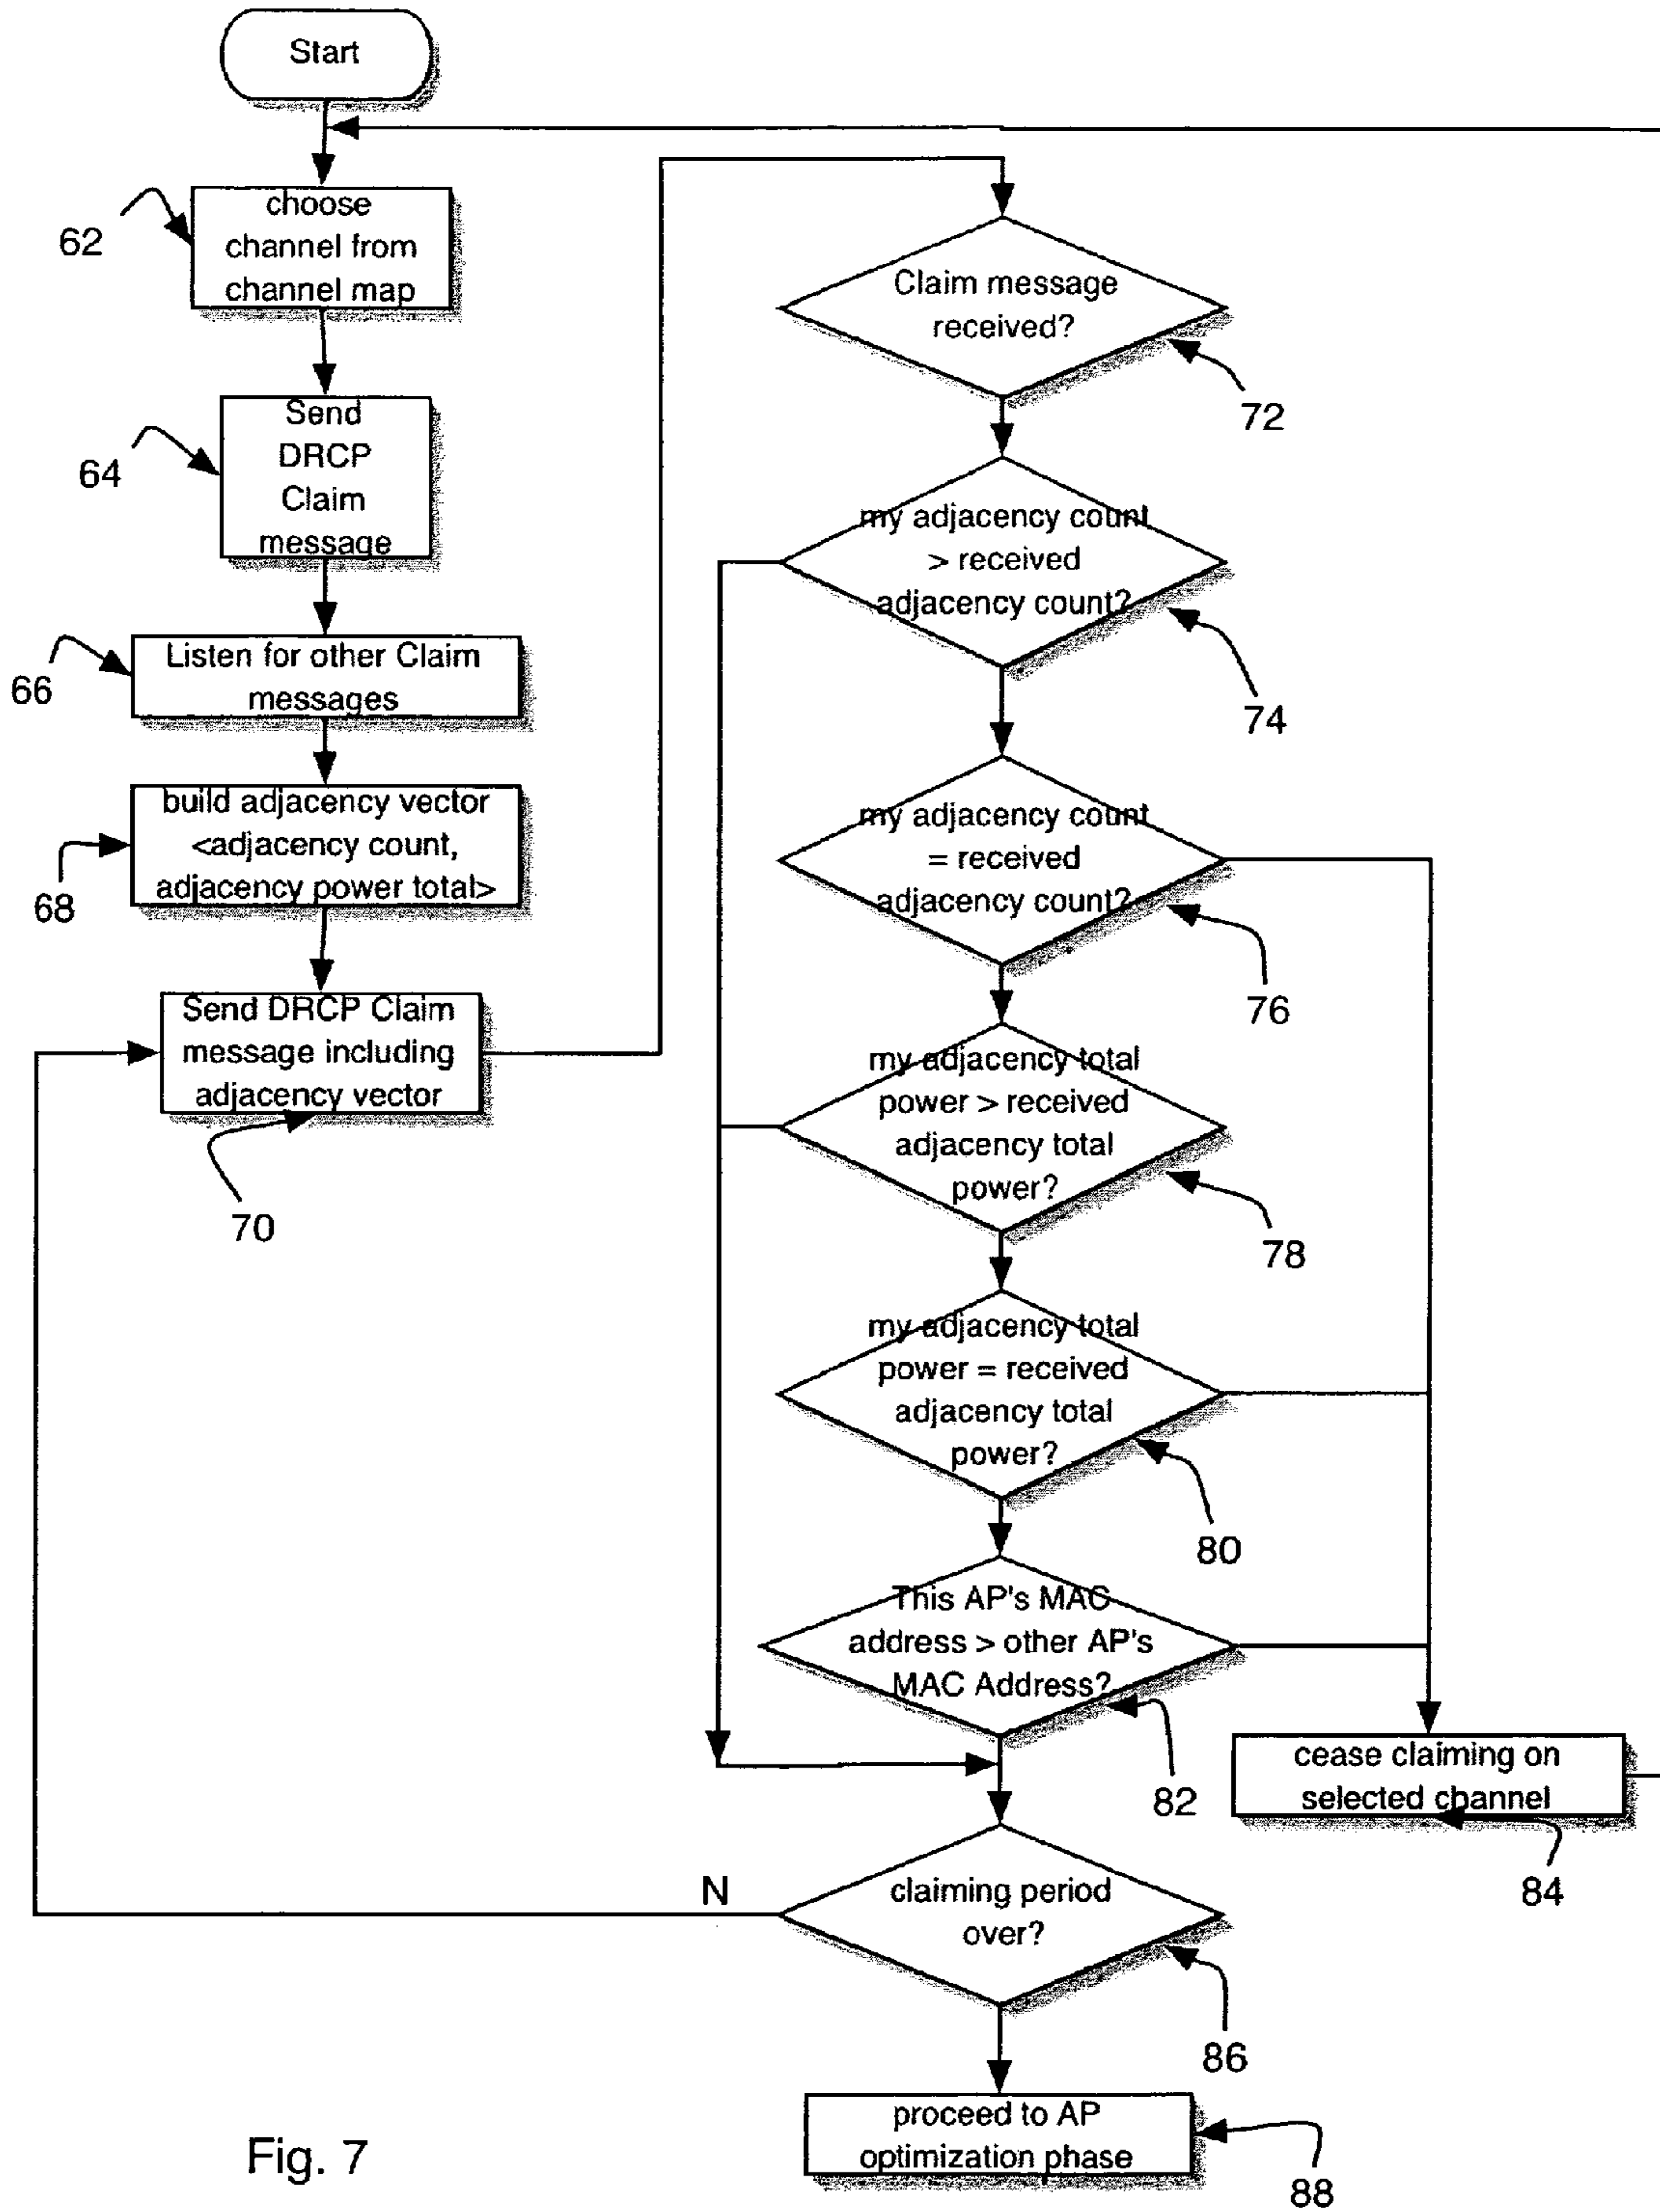 Start
choose
channel from
channel map
62
Send
DRCP
Claim
message
64
Listen for other Claim
messages
66
build adjacency vector
<adjacency count,
adjacency power total>
68
Send DRCP Claim
message including
adjacency vector
70
Claim message
received?
72
my adjacency count
> received
adjacency count?
74
my adjacency count
= received
adjacency count?
76
my adjacency total
power > received
adjacency total
power?
78
my adjacency total
power = received
adjacency total
power?
80
This AP's MAC
address > other AP's
MAC Address?
82
cease claiming on
selected channel
84
N
claiming period
over?
86
proceed to AP
optimization phase
88
Fig. 7